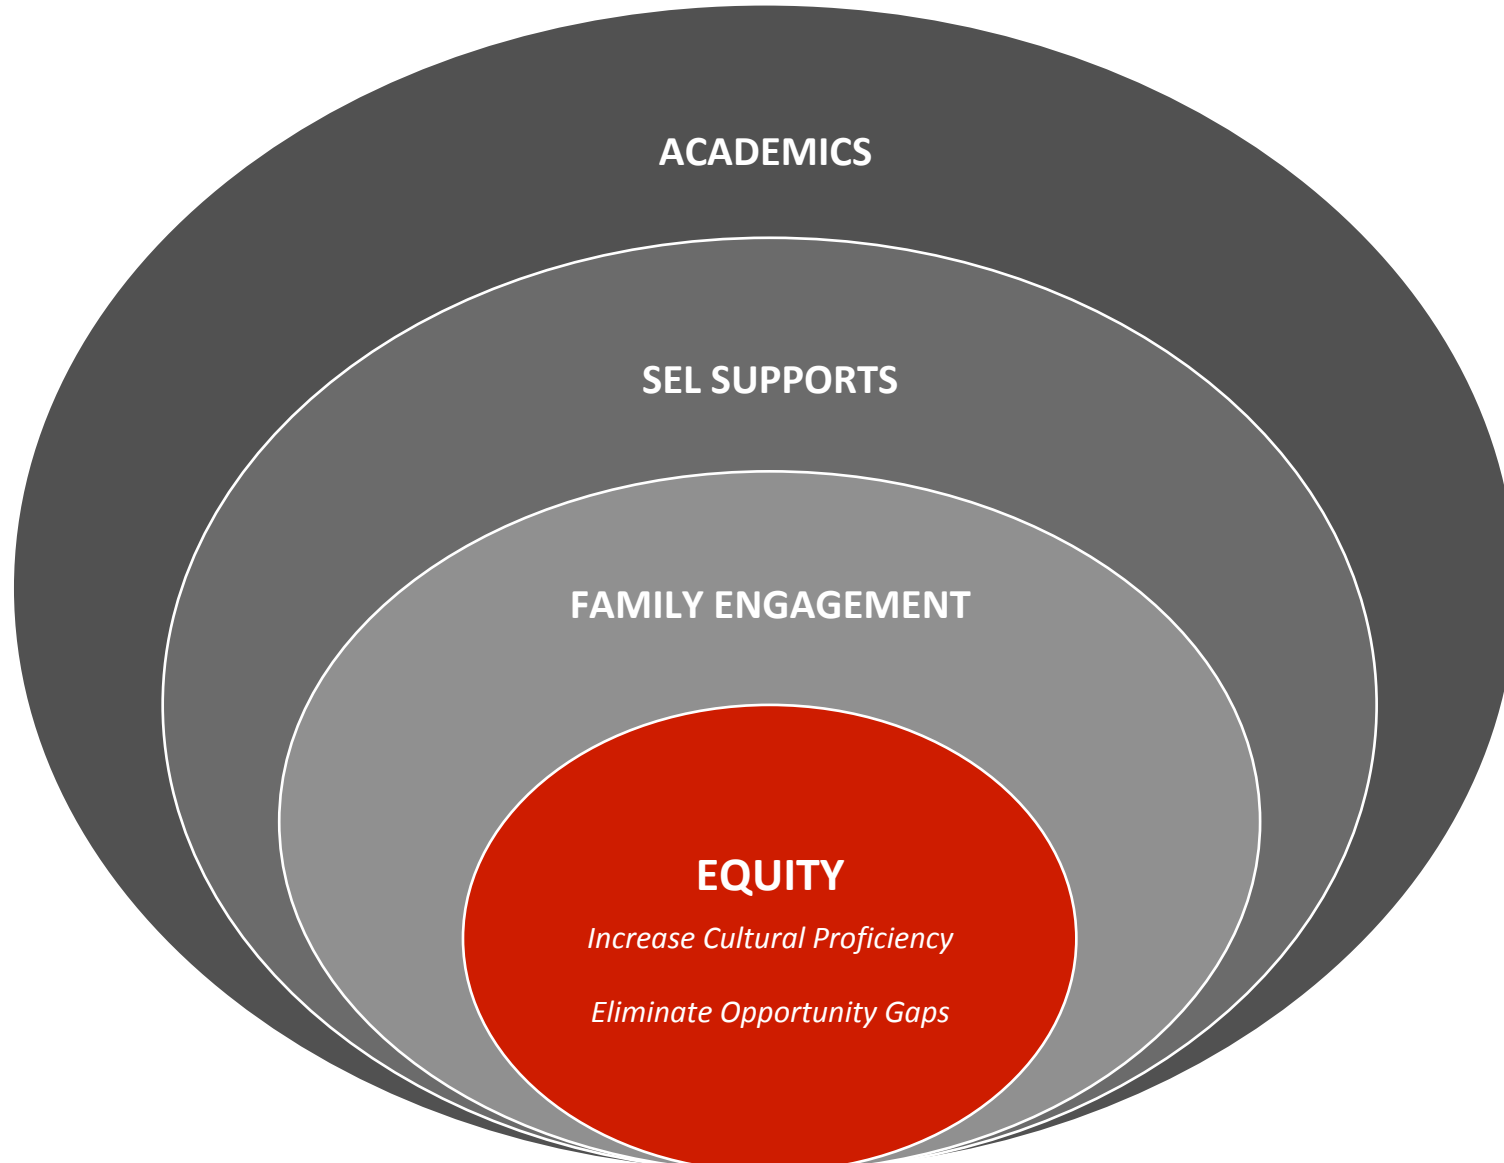 ACADEMICS
SEL SUPPORTS
FAMILY ENGAGEMENT
EQUITY
Increase Cultural Proficiency
Eliminate Opportunity Gaps